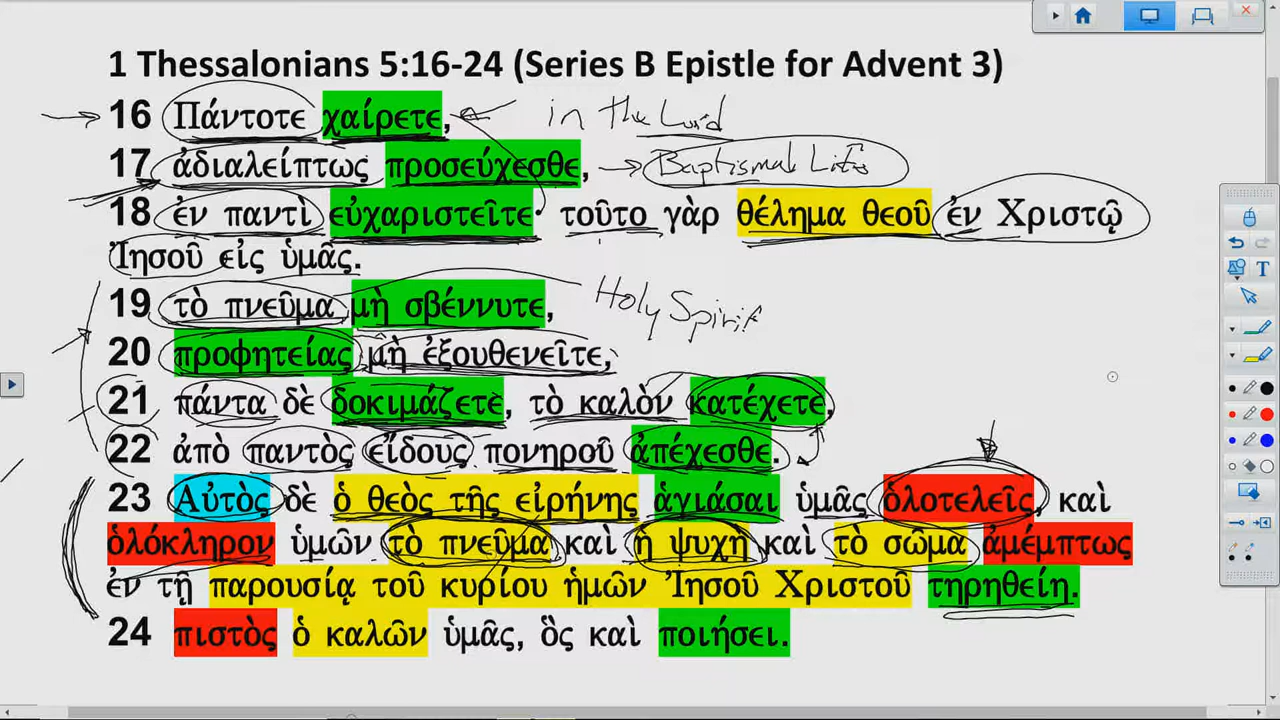 1 Thessalonians 5:16-24 (Series B Epistle for Advent 3)
16 Πάντοτε χαίρετε, in the Lord
17 ἀδιαλείπτως προσεύχεσθε, Baptismal Life
18 ἐν παντὶ εὐχαριστεῖτε· τοῦτο γὰρ θέλημα θεοῦ ἐν Χριστῷ
Ἰησοῦ εἰς ὑμᾶς.
19 τὸ πνεῦμα μὴ σβέννυτε, Holy Spirit
20 προφητείας μὴ ἐξουθενεῖτε,
21 πάντα δὲ δοκιμάζετε, τὸ καλὸν κατέχετε,
22 ἀπὸ παντὸς εἴδους πονηροῦ ἀπέχεσθε.
23 Αὐτὸς δὲ ὁ θεὸς τῆς εἰρήνης ἁγιάσαι ὑμᾶς ὁλοτελεῖς, καὶ
ὁλόκληρον ὑμῶν τὸ πνεῦμα καὶ ἡ ψυχὴ καὶ τὸ σῶμα ἀμέμπτως
ἐν τῇ παρουσίᾳ τοῦ κυρίου ἡμῶν Ἰησοῦ Χριστοῦ τηρηθείη.
24 πιστὸς ὁ καλῶν ὑμᾶς, ὃς καὶ ποιήσει.